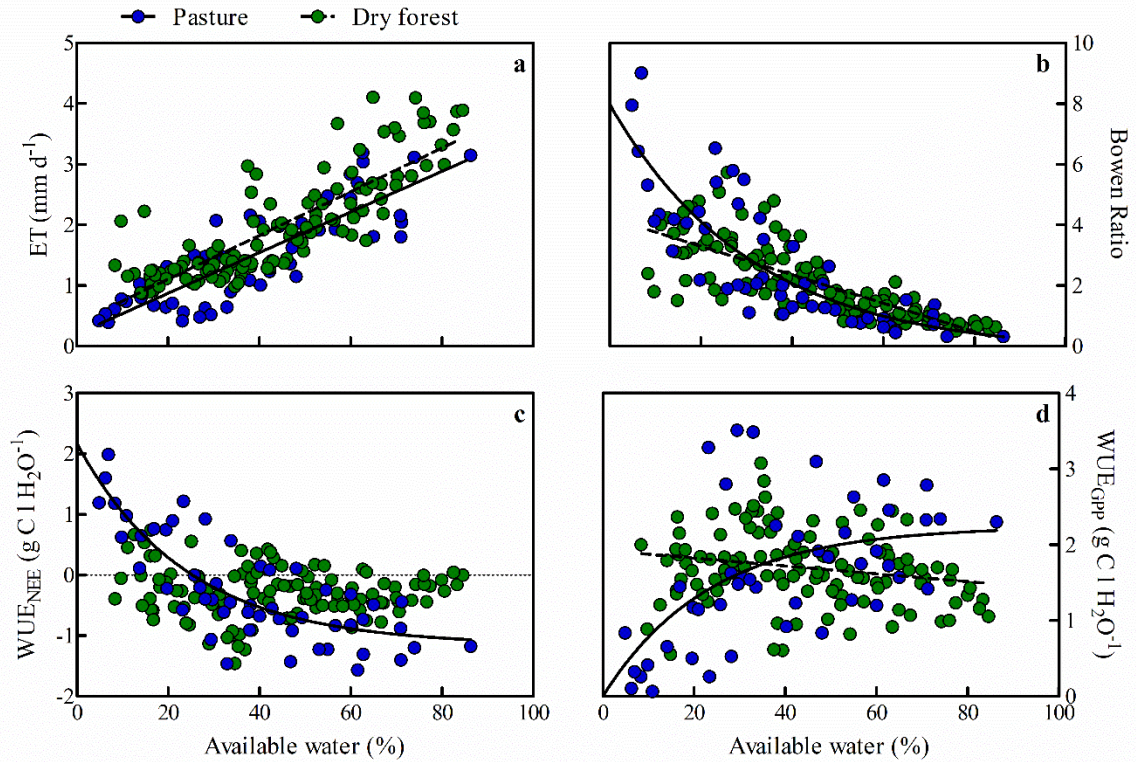 Pasture Dry forest
5 4 3 2 1 0
ET (mm d⁻¹)
a
b
10 8 6 4 2 0
Bowen Ratio
3 2 1 0 -1 -2
WUE_NEE (g C l H₂O⁻¹)
c
0 20 40 60 80 100
Available water (%)
d
4 3 2 1 0
WUE_GPP (g C l H₂O⁻¹)
0 20 40 60 80 100
Available water (%)